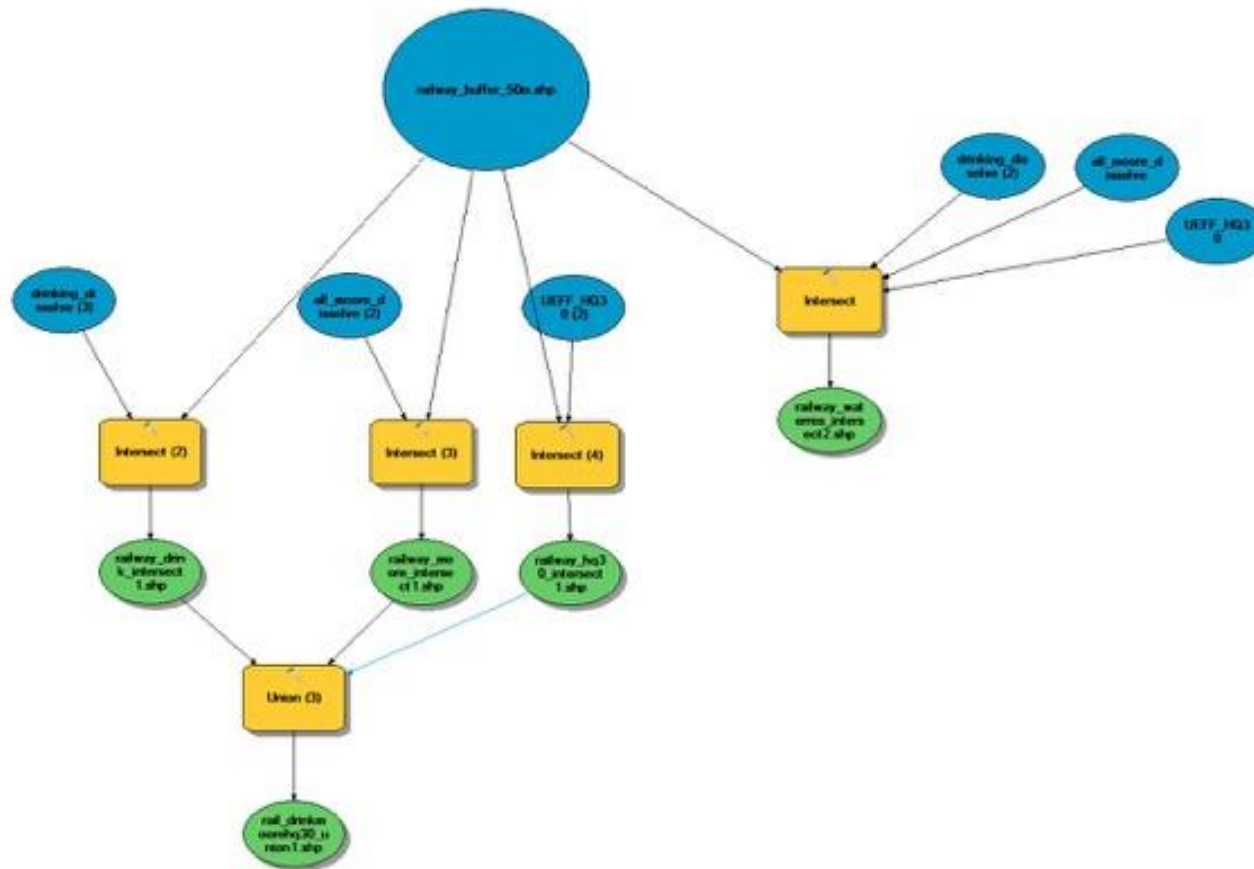 railway_buffer_50m.shp
drinking_dis
solve (2)
all_moore_d
issolve
UEFF_HQ3
0
drinking_di
ssolve (3)
all_moore_d
issolve (2)
UEFF_HQ3
0 (2)
Intersect
railway_wat
erres_inters
ect2.shp
Intersect (2)
Intersect (3)
Intersect (4)
railway_drin
k_intersect
1.shp
railway_mo
ore_interse
ct1.shp
railway_hq3
0_intersect
1.shp
Union (3)
rail_drinkm
oorehq30_u
nion1.shp